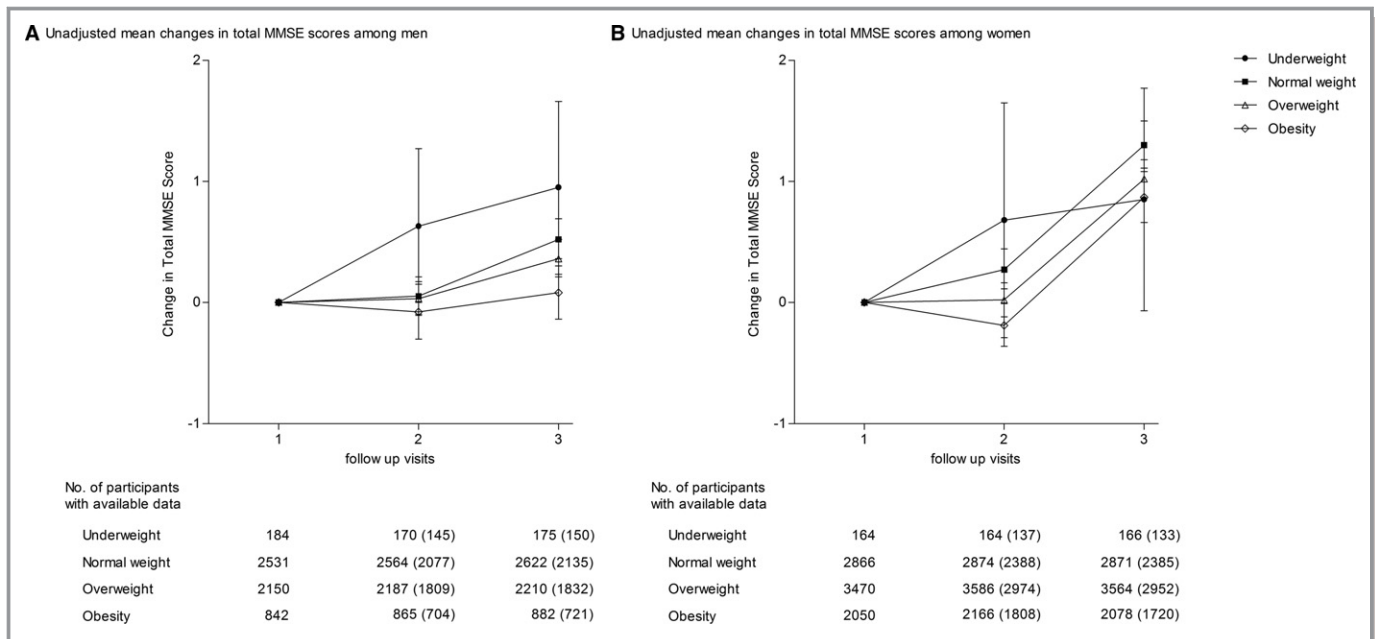 A Unadjusted mean changes in total MMSE scores among men
2
1
0
-1
Change in Total MMSE Score
1 2 3
follow up visits
No. of participants
with available data
Underweight 184 170 (145) 175 (150)
Normal weight 2531 2564 (2077) 2622 (2135)
Overweight 2150 2187 (1809) 2210 (1832)
Obesity 842 865 (704) 882 (721)
B Unadjusted mean changes in total MMSE scores among women
2
1
0
-1
Change in Total MMSE Score
1 2 3
follow up visits
No. of participants
with available data
Underweight 164 164 (137) 166 (133)
Normal weight 2866 2874 (2388) 2871 (2385)
Overweight 3470 3586 (2974) 3564 (2952)
Obesity 2050 2166 (1808) 2078 (1720)
Underweight
Normal weight
Overweight
Obesity